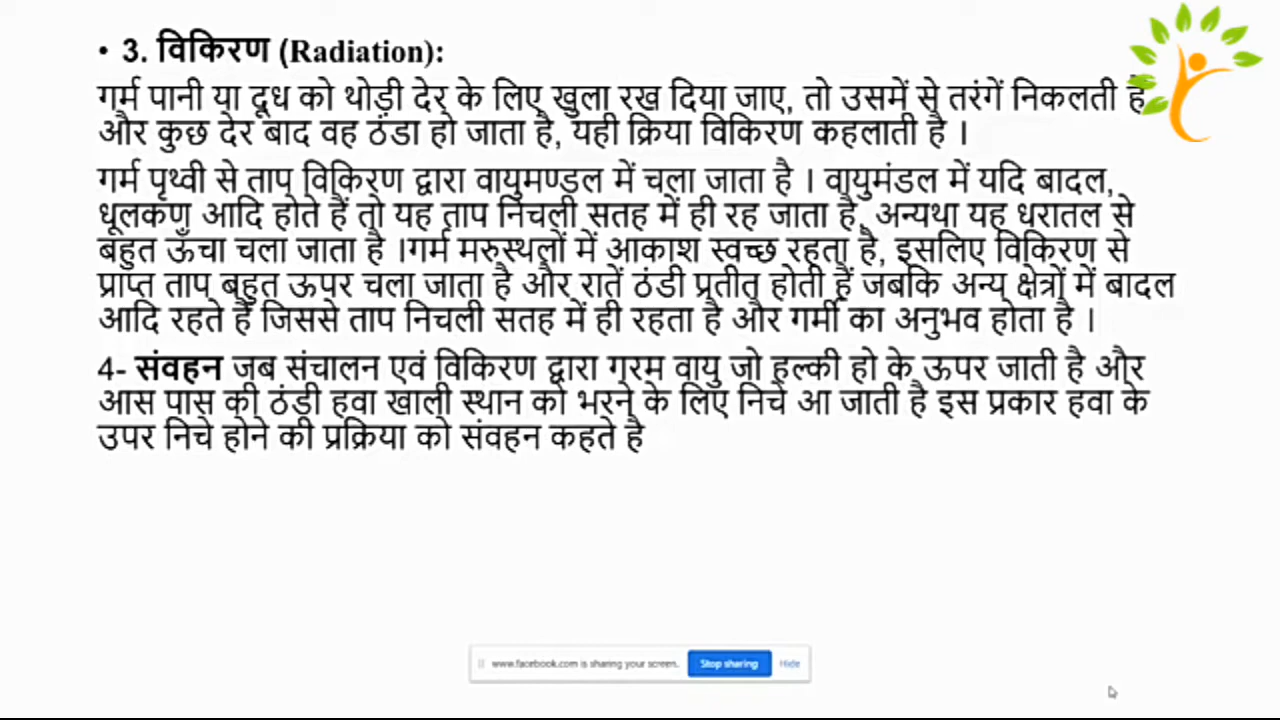 • 3. विकिरण (Radiation):
गर्म पानी या दूध को थोड़ी देर के लिए खुला रख दिया जाए, तो उसमें से तरंगें निकलती है
और कुछ देर बाद वह ठंडा हो जाता है, यही क्रिया विकिरण कहलाती है ।
गर्म पृथ्वी से ताप विकिरण द्वारा वायुमण्डल में चला जाता है । वायुमंडल में यदि बादल,
धूलकण आदि होते हैं तो यह ताप निचली सतह में ही रह जाता है, अन्यथा यह धरातल से
बहुत ऊँचा चला जाता है ।गर्म मरुस्थलों में आकाश स्वच्छ रहता है, इसलिए विकिरण से
प्राप्त ताप बहुत ऊपर चला जाता है और रातें ठंडी प्रतीत होती हैं जबकि अन्य क्षेत्रों में बादल
आदि रहते हैं जिससे ताप निचली सतह में ही रहता है और गर्मी का अनुभव होता है ।
4- संवहन जब संचालन एवं विकिरण द्वारा गरम वायु जो हल्की हो के ऊपर जाती है और
आस पास की ठंड़ी हवा खाली स्थान को भरने के लिए निचे आ जाती है इस प्रकार हवा के
उपर निचे होने की प्रक्रिया को संवहन कहते है
www.facebook.com is sharing your screen. Stop sharing Hide